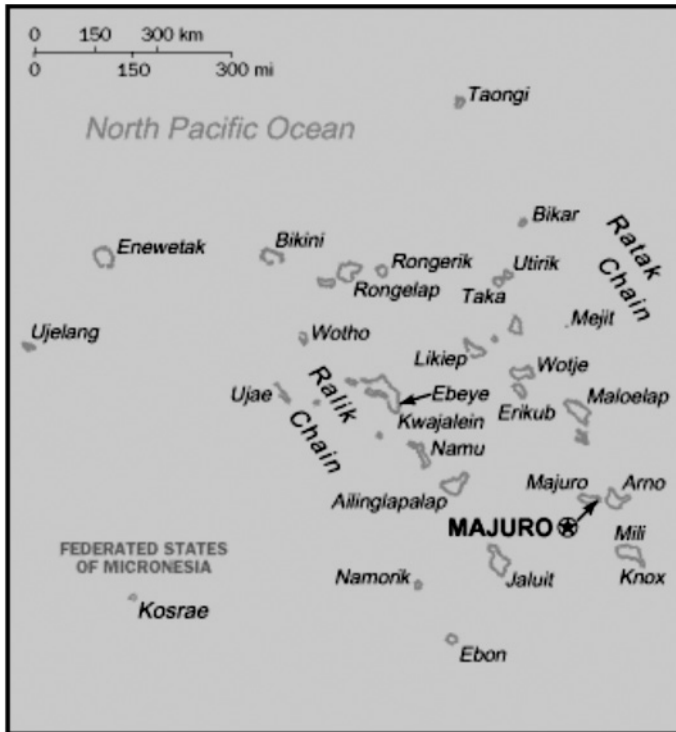 0 150 300 km
0 150 300 mi
Taongi
North Pacific Ocean
Bikar
Ratak
Chain
Enewetak
Bikini
Rongerik
Utirik
Rongelap
Taka
Mejit
Ujelang
Wotho
Likiep
Wotje
Ujae
Ralik
Chain
Ebeye
Erikub
Maloelap
Kwajalein
Namu
Ailinglapalap
Majuro
Arno
MAJURO
Mili
FEDERATED STATES
OF MICRONESIA
Namorik
Jaluit
Knox
Kosrae
Ebon